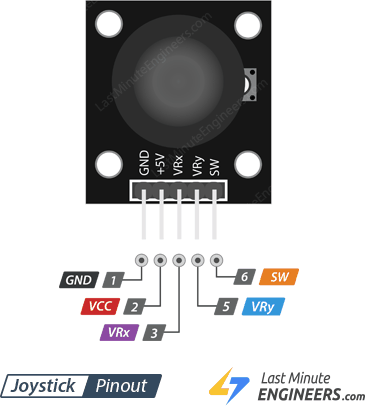 LastMinuteEngineers.com
LastMinuteEngineers.com
GND +5V VRx VRy SW
GND 1
6 SW
VCC 2
5 VRy
VRx 3
Joystick Pinout
Last Minute
ENGINEERS.com